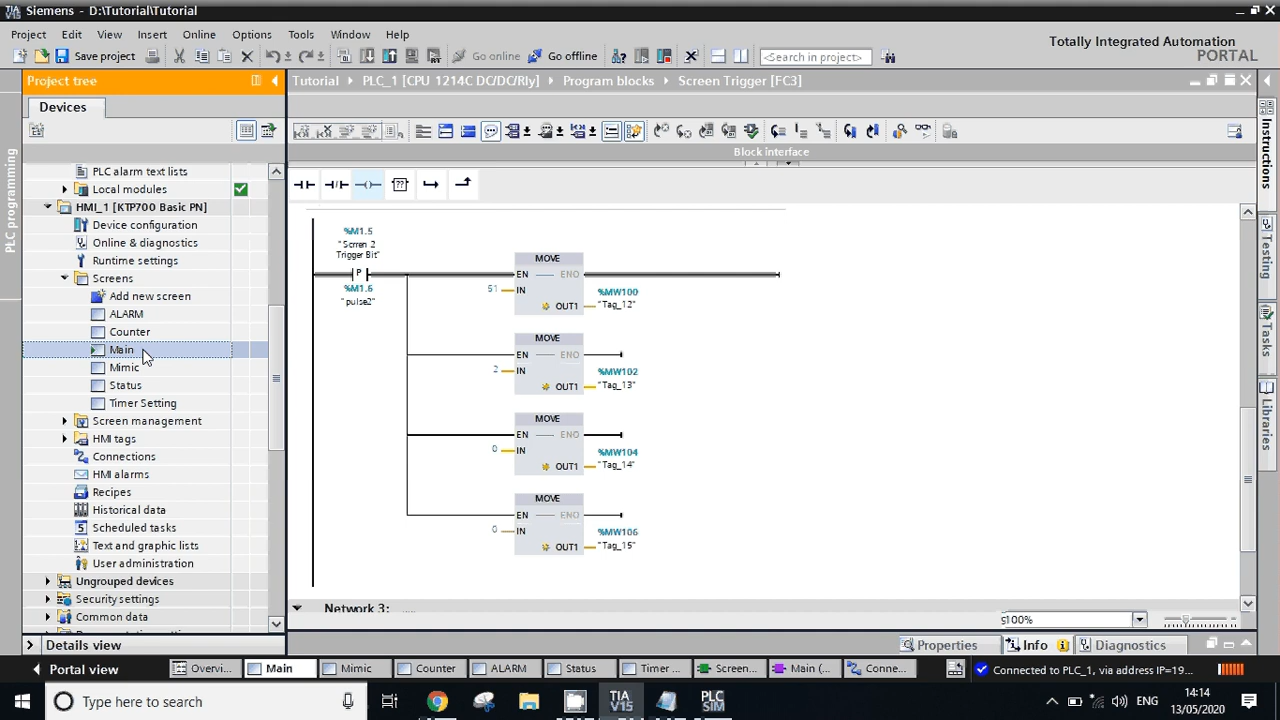 Siemens - D:\Tutorial\Tutorial
Project Edit View Insert Online Options Tools Window Help
Totally Integrated Automation
PORTAL
Save project
Go online
Go offline
<Search in project>
Project tree
Tutorial
PLC_1 [CPU 1214C DC/DC/Rly]
Program blocks
Screen Trigger [FC3]
Devices
PLC programming
Block interface
PLC alarm text lists
Local modules
HMI_1 [KTP700 Basic PN]
Device configuration
Online & diagnostics
Runtime settings
Screens
Add new screen
ALARM
Counter
Main
Mimic
Status
Timer Setting
Screen management
HMI tags
Connections
HMI alarms
Recipes
Historical data
Scheduled tasks
Text and graphic lists
User administration
Ungrouped devices
Security settings
Common data
Details view
??
%M1.5
"Scrren 2
Trigger Bit"
P
%M1.6
"pulse2"
MOVE
EN ENO
51 IN
OUT1
%MW100
"Tag_12"
MOVE
EN ENO
2 IN
OUT1
%MW102
"Tag_13"
MOVE
EN ENO
0 IN
OUT1
%MW104
"Tag_14"
MOVE
EN ENO
0 IN
OUT1
%MW106
"Tag_15"
Network 3:
100%
Properties
Info
Diagnostics
Instructions
Testing
Tasks
Libraries
Portal view
Overvi...
Main
Mimic
Counter
ALARM
Status
Timer ...
Screen...
Main (...
Conne...
Connected to PLC_1, via address IP=19...
Type here to search
TIA
V15
PLC
SIM
ENG
14:14
13/05/2020